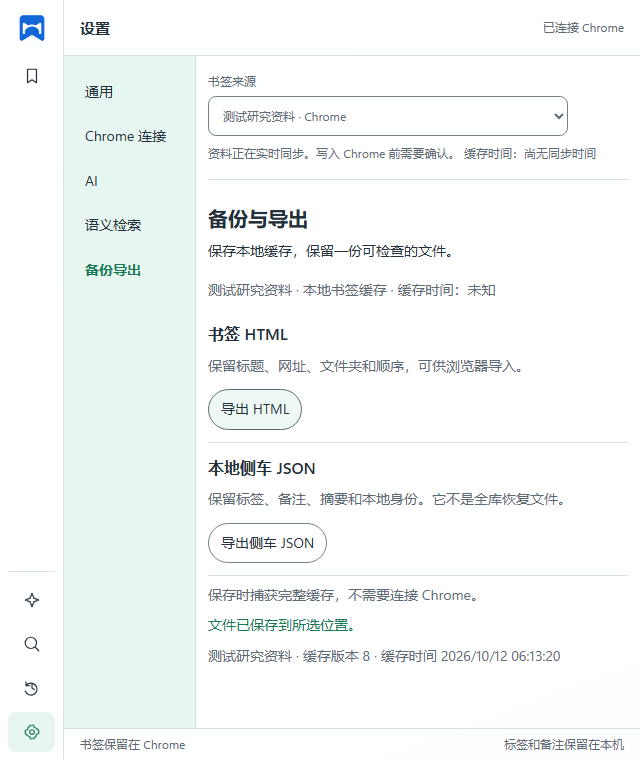 设置
已连接 Chrome
通用
Chrome 连接
AI
语义检索
备份导出
书签来源
测试研究资料 · Chrome
资料正在实时同步。写入 Chrome 前需要确认。 缓存时间：尚无同步时间
备份与导出
保存本地缓存，保留一份可检查的文件。
测试研究资料 · 本地书签缓存 · 缓存时间：未知
书签 HTML
保留标题、网址、文件夹和顺序，可供浏览器导入。
导出 HTML
本地侧车 JSON
保留标签、备注、摘要和本地身份。它不是全库恢复文件。
导出侧车 JSON
保存时捕获完整缓存，不需要连接 Chrome。
文件已保存到所选位置。
测试研究资料 · 缓存版本 8 · 缓存时间 2026/10/12 06:13:20
书签保留在 Chrome
标签和备注保留在本机